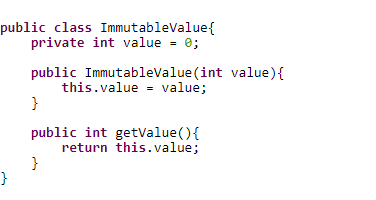 public class ImmutableValue{
    private int value = 0;

    public ImmutableValue(int value){
        this.value = value;
    }

    public int getValue(){
        return this.value;
    }
}